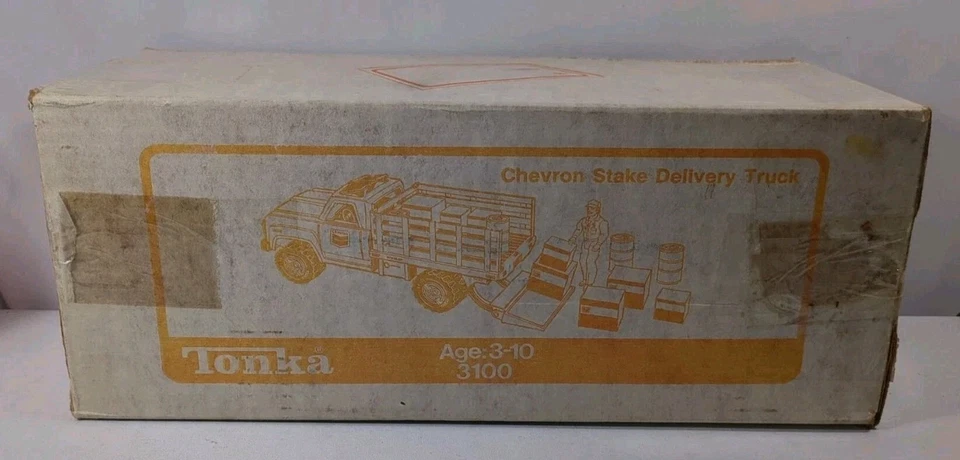 Chevron Stake Delivery Truck
Tonka
Age: 3-10
3100